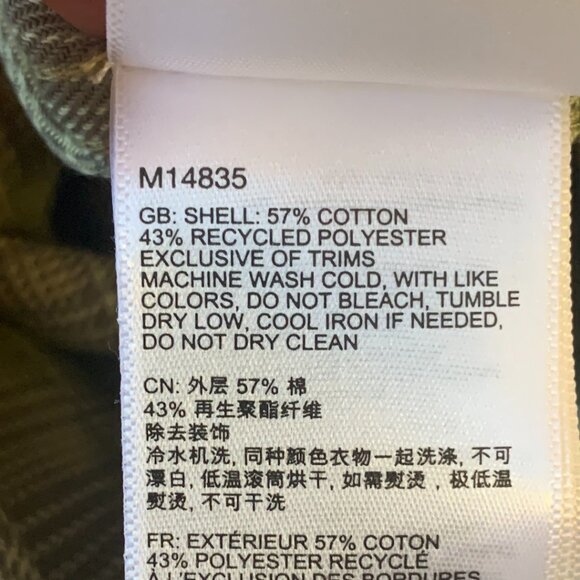 M14835
GB: SHELL: 57% COTTON
43% RECYCLED POLYESTER
EXCLUSIVE OF TRIMS
MACHINE WASH COLD, WITH LIKE
COLORS, DO NOT BLEACH, TUMBLE
DRY LOW, COOL IRON IF NEEDED,
DO NOT DRY CLEAN
CN: 外层 57% 棉
43% 再生聚酯纤维
除去装饰
冷水机洗, 同种颜色衣物一起洗涤, 不可
漂白, 低温滚筒烘干, 如需熨烫 , 极低温
熨烫, 不可干洗
FR: EXTÉRIEUR 57% COTON
43% POLYESTER RECYCLÉ
À L'EXCLUSION DES BORDURES